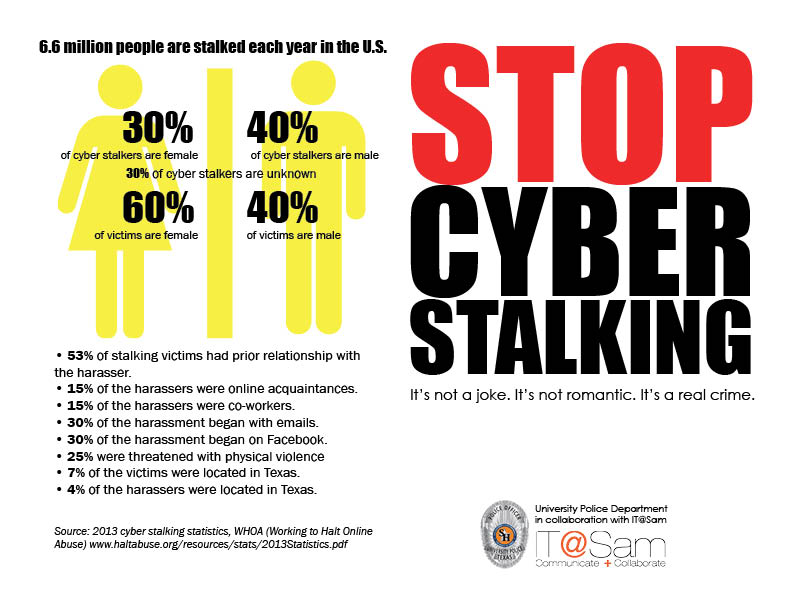 6.6 million people are stalked each year in the U.S.
30% 40%
of cyber stalkers are female of cyber stalkers are male
30% of cyber stalkers are unknown
60% 40%
of victims are female of victims are male
• 53% of stalking victims had prior relationship with
the harasser.
• 15% of the harassers were online acquaintances.
• 15% of the harassers were co-workers.
• 30% of the harassment began with emails.
• 30% of the harassment began on Facebook.
• 25% were threatened with physical violence
• 7% of the victims were located in Texas.
• 4% of the harassers were located in Texas.
Source: 2013 cyber stalking statistics, WHOA (Working to Halt Online
Abuse) www.haltabuse.org/resources/stats/2013Statistics.pdf
STOP
CYBER
STALKING
It's not a joke. It's not romantic. It's a real crime.
POLICE OFFICER
SH
UNIVERSITY POLICE
TEXAS
University Police Department
in collaboration with IT@Sam
IT@Sam
Communicate + Collaborate